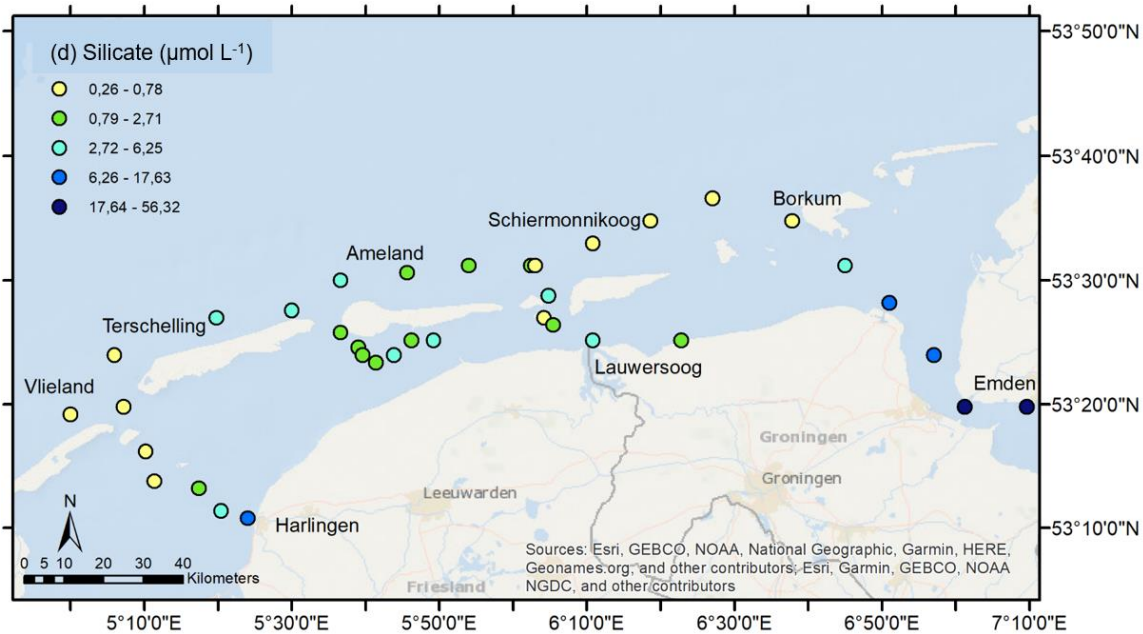 (d) Silicate (µmol L-1)
0,26 - 0,78
0,79 - 2,71
2,72 - 6,25
6,26 - 17,63
17,64 - 56,32
53°50'0"N
53°40'0"N
53°30'0"N
53°20'0"N
53°10'0"N
Borkum
Schiermonnikoog
Ameland
Terschelling
Lauwersoog
Vlieland
Emden
Groningen
Groningen
Leeuwarden
Harlingen
Friesland
N
0 5 10 20 30 40
Kilometers
Sources: Esri, GEBCO, NOAA, National Geographic, Garmin, HERE,
Geonames.org, and other contributors; Esri, Garmin, GEBCO, NOAA
NGDC, and other contributors
5°10'0"E 5°30'0"E 5°50'0"E 6°10'0"E 6°30'0"E 6°50'0"E 7°10'0"E